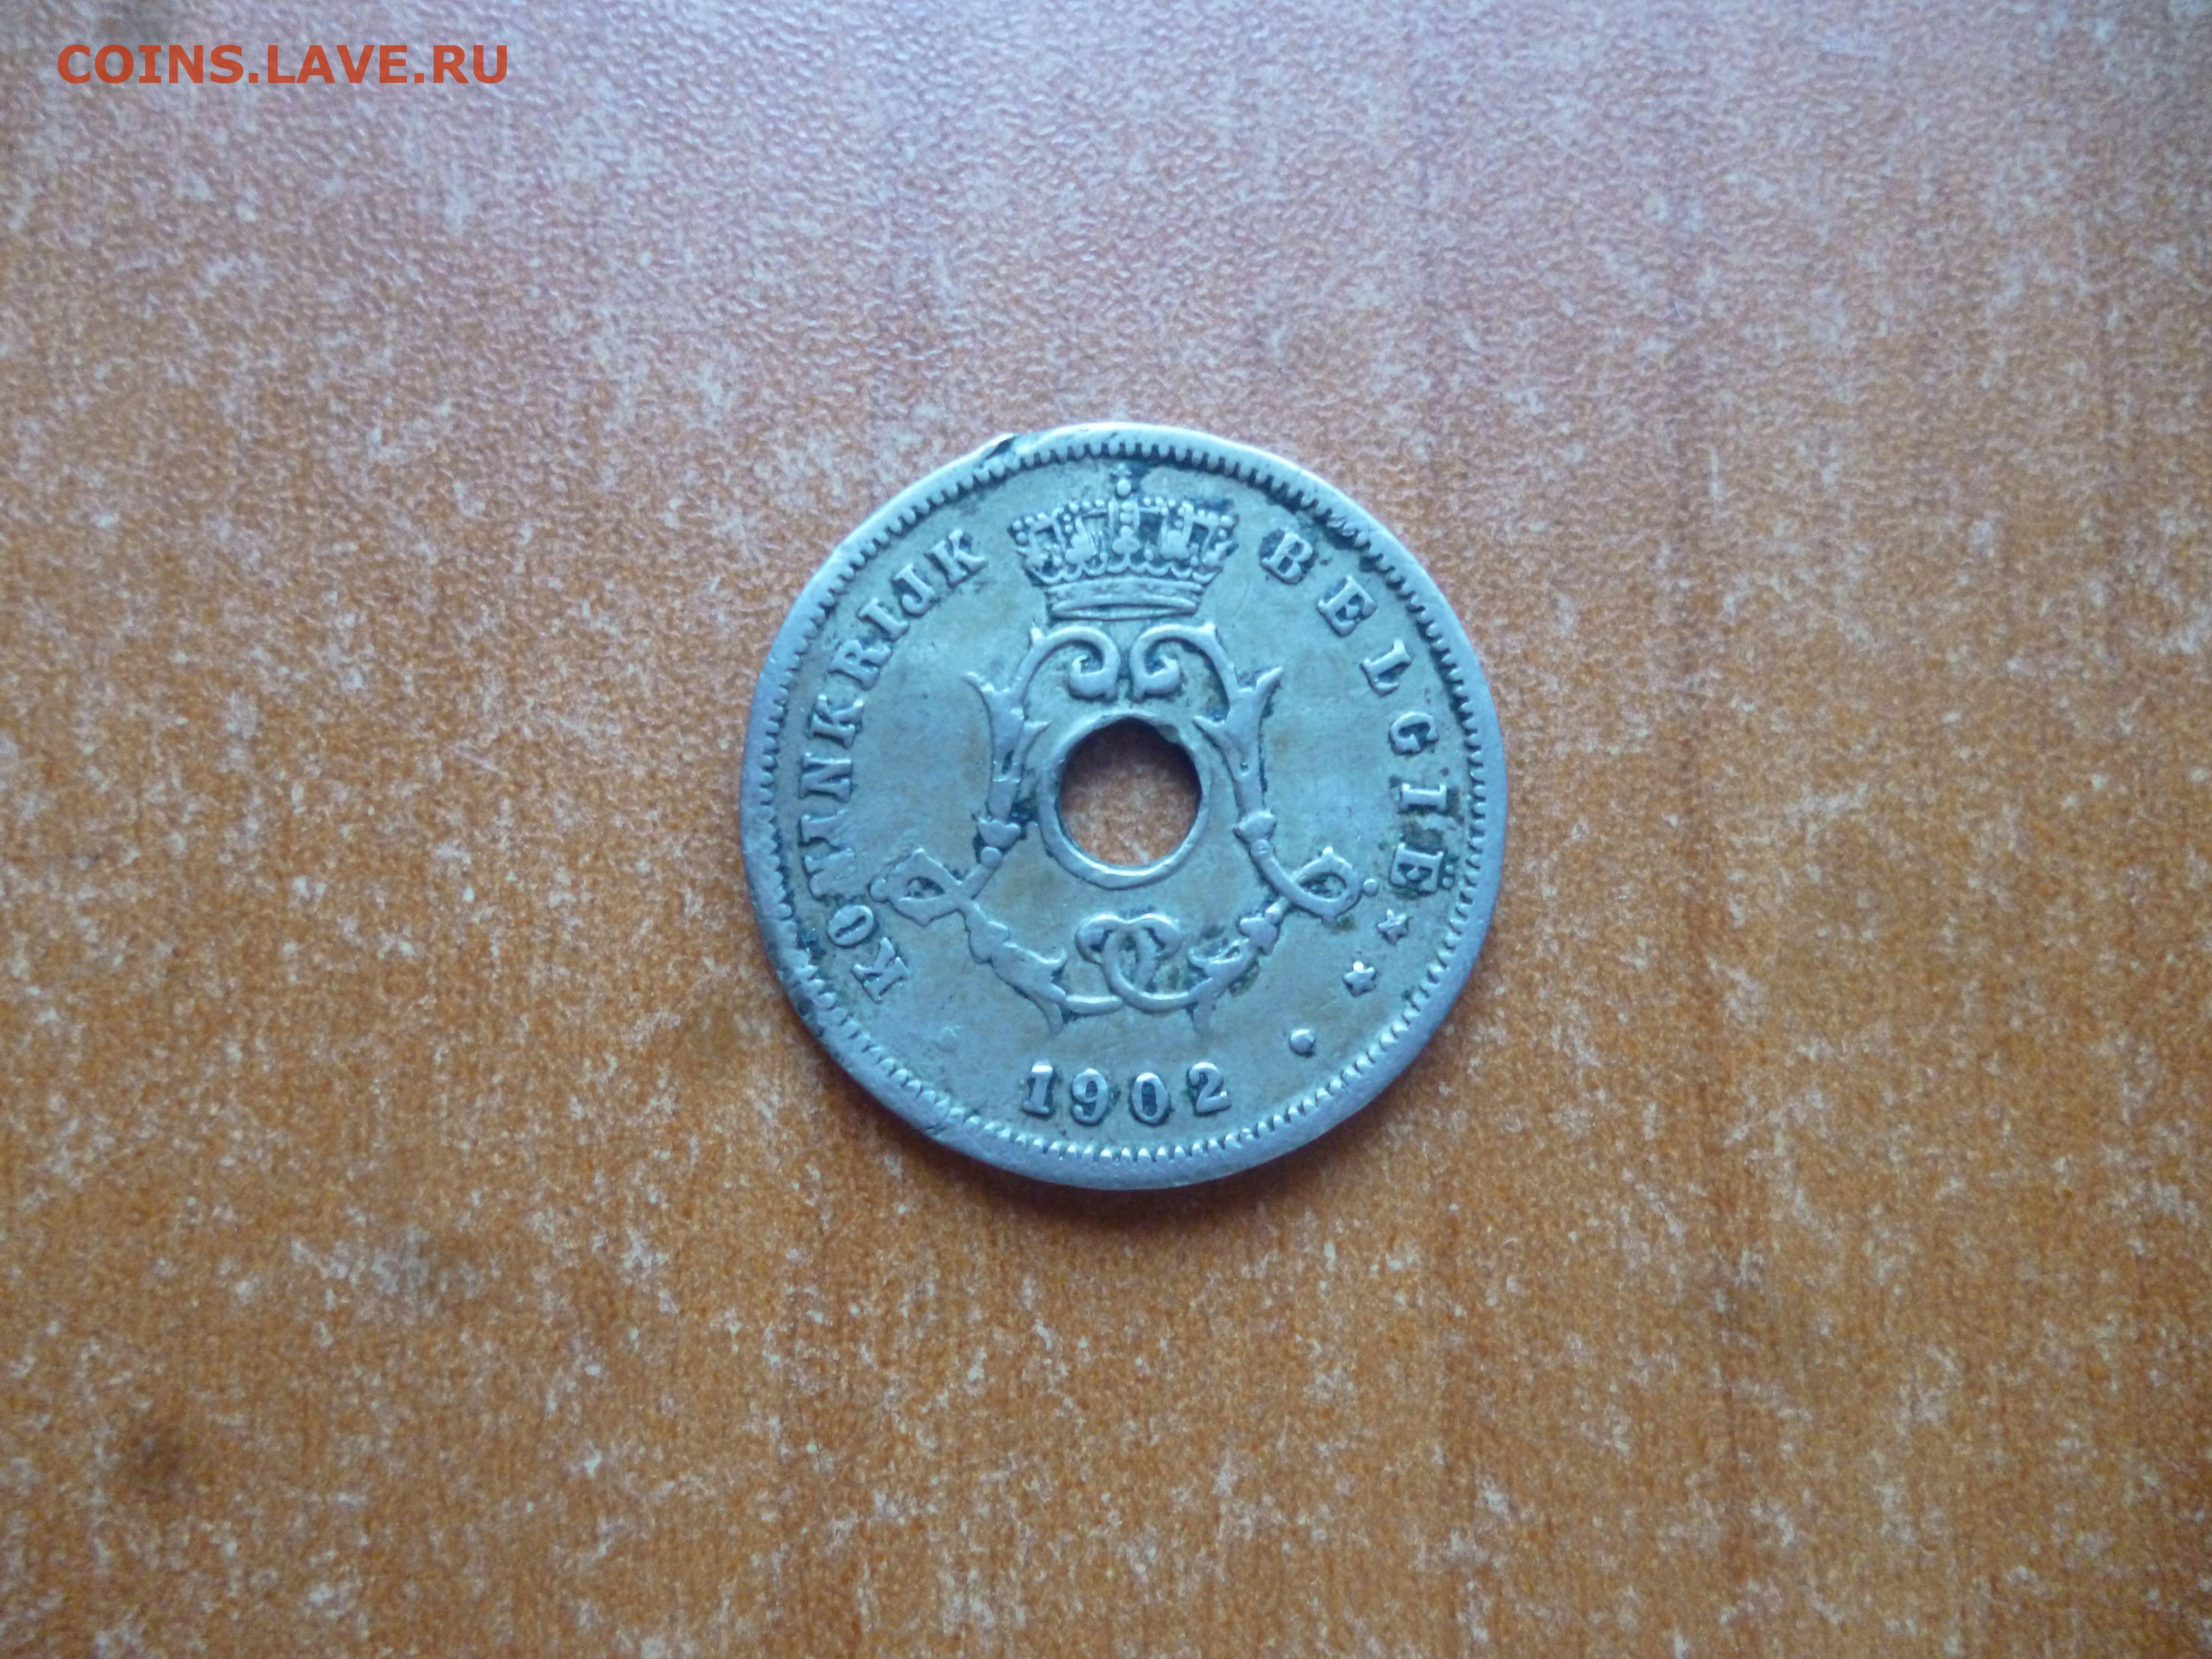 COINS.LAVE.RU
KONINKRIJK BELGIË
1902